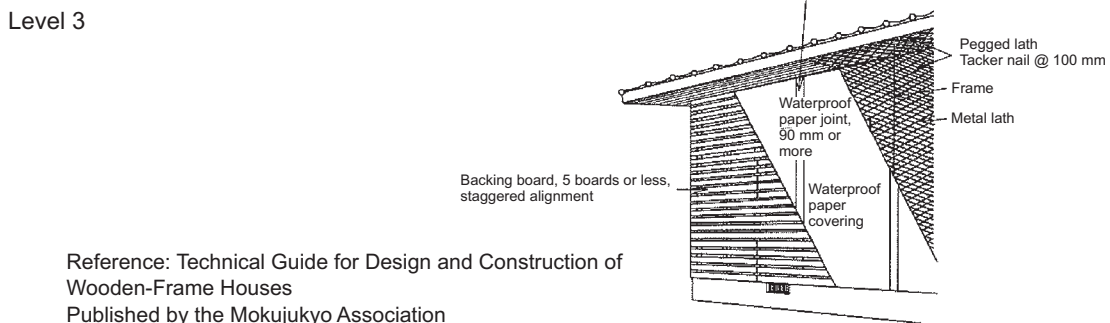 Level 3
Pegged lath
Tacker nail @ 100 mm
Frame
Metal lath
Waterproof
paper joint,
90 mm or
more
Backing board, 5 boards or less,
staggered alignment
Waterproof
paper
covering
Reference: Technical Guide for Design and Construction of
Wooden-Frame Houses
Published by the Mokujukyo Association